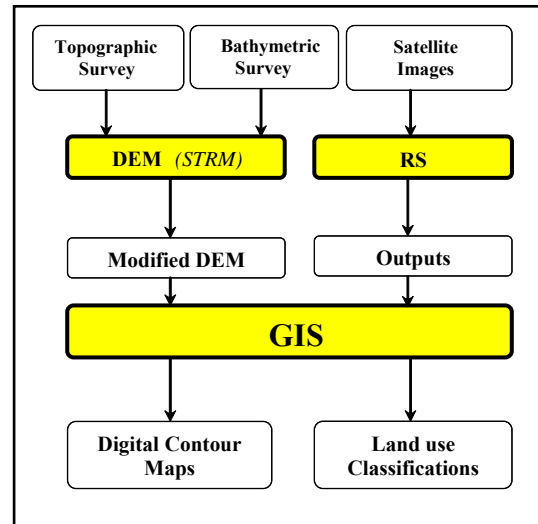 Topographic
Survey
Bathymetric
Survey
Satellite
Images
DEM (STRM)
RS
Modified DEM
Outputs
GIS
Digital Contour
Maps
Land use
Classifications